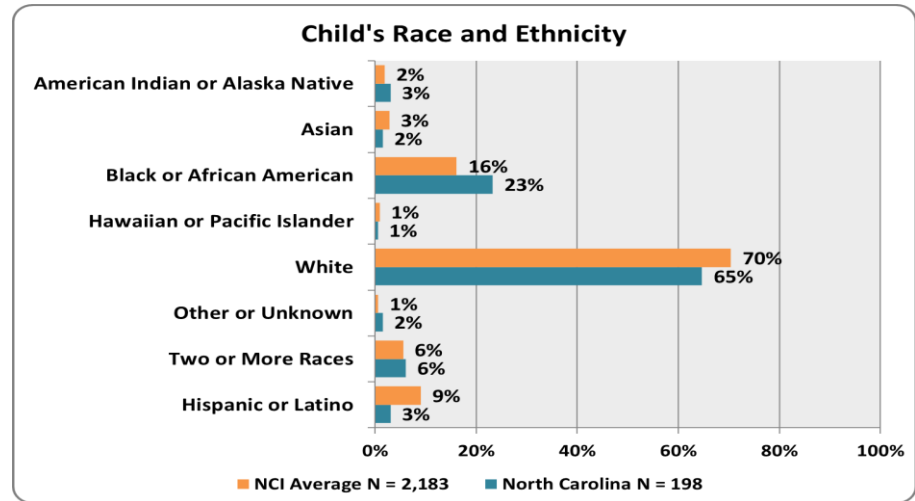 Child's Race and Ethnicity
American Indian or Alaska Native
2%
3%
Asian
3%
2%
Black or African American
16%
23%
Hawaiian or Pacific Islander
1%
1%
White
70%
65%
Other or Unknown
1%
2%
Two or More Races
6%
6%
Hispanic or Latino
9%
3%
0% 20% 40% 60% 80% 100%
NCI Average N = 2,183 North Carolina N = 198